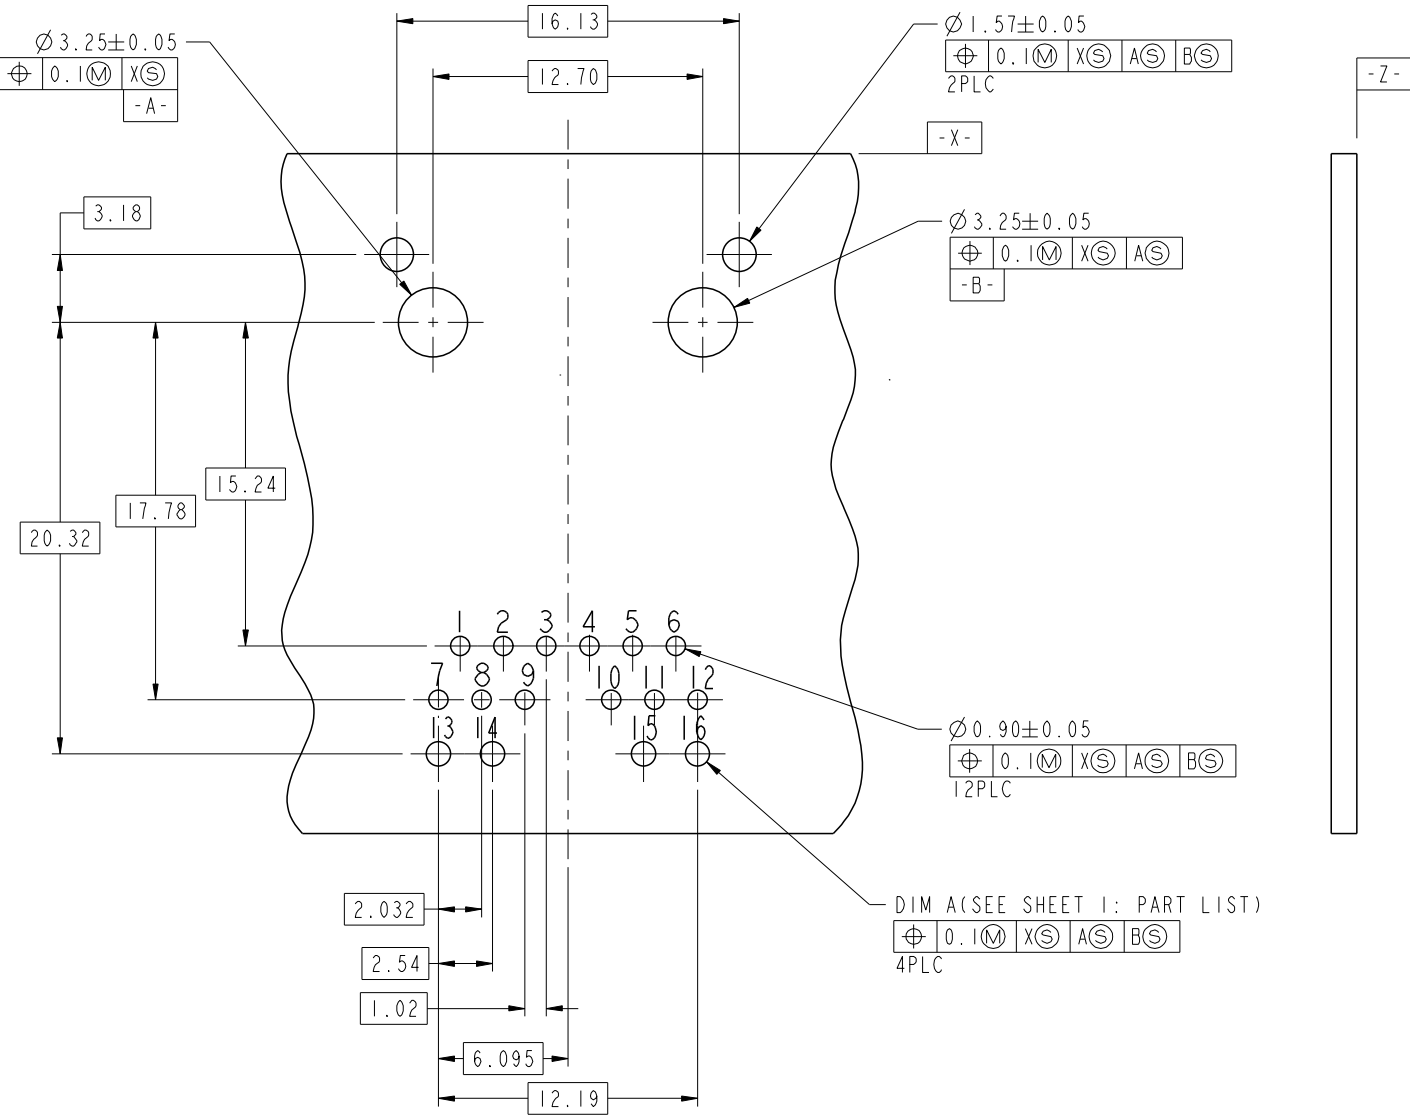 16.13
Ø1.57±0.05
⌖ 0.1Ⓜ XⓈ AⓈ BⓈ
2PLC
Ø3.25±0.05
⌖ 0.1Ⓜ XⓈ
-A-
12.70
-Z-
-X-
3.18
Ø3.25±0.05
⌖ 0.1Ⓜ XⓈ AⓈ
-B-
15.24
17.78
20.32
1 2 3 4 5 6
7 8 9 10 11 12
13 14 15 16
Ø0.90±0.05
⌖ 0.1Ⓜ XⓈ AⓈ BⓈ
12PLC
DIM A(SEE SHEET 1: PART LIST)
⌖ 0.1Ⓜ XⓈ AⓈ BⓈ
4PLC
2.032
2.54
1.02
6.095
12.19